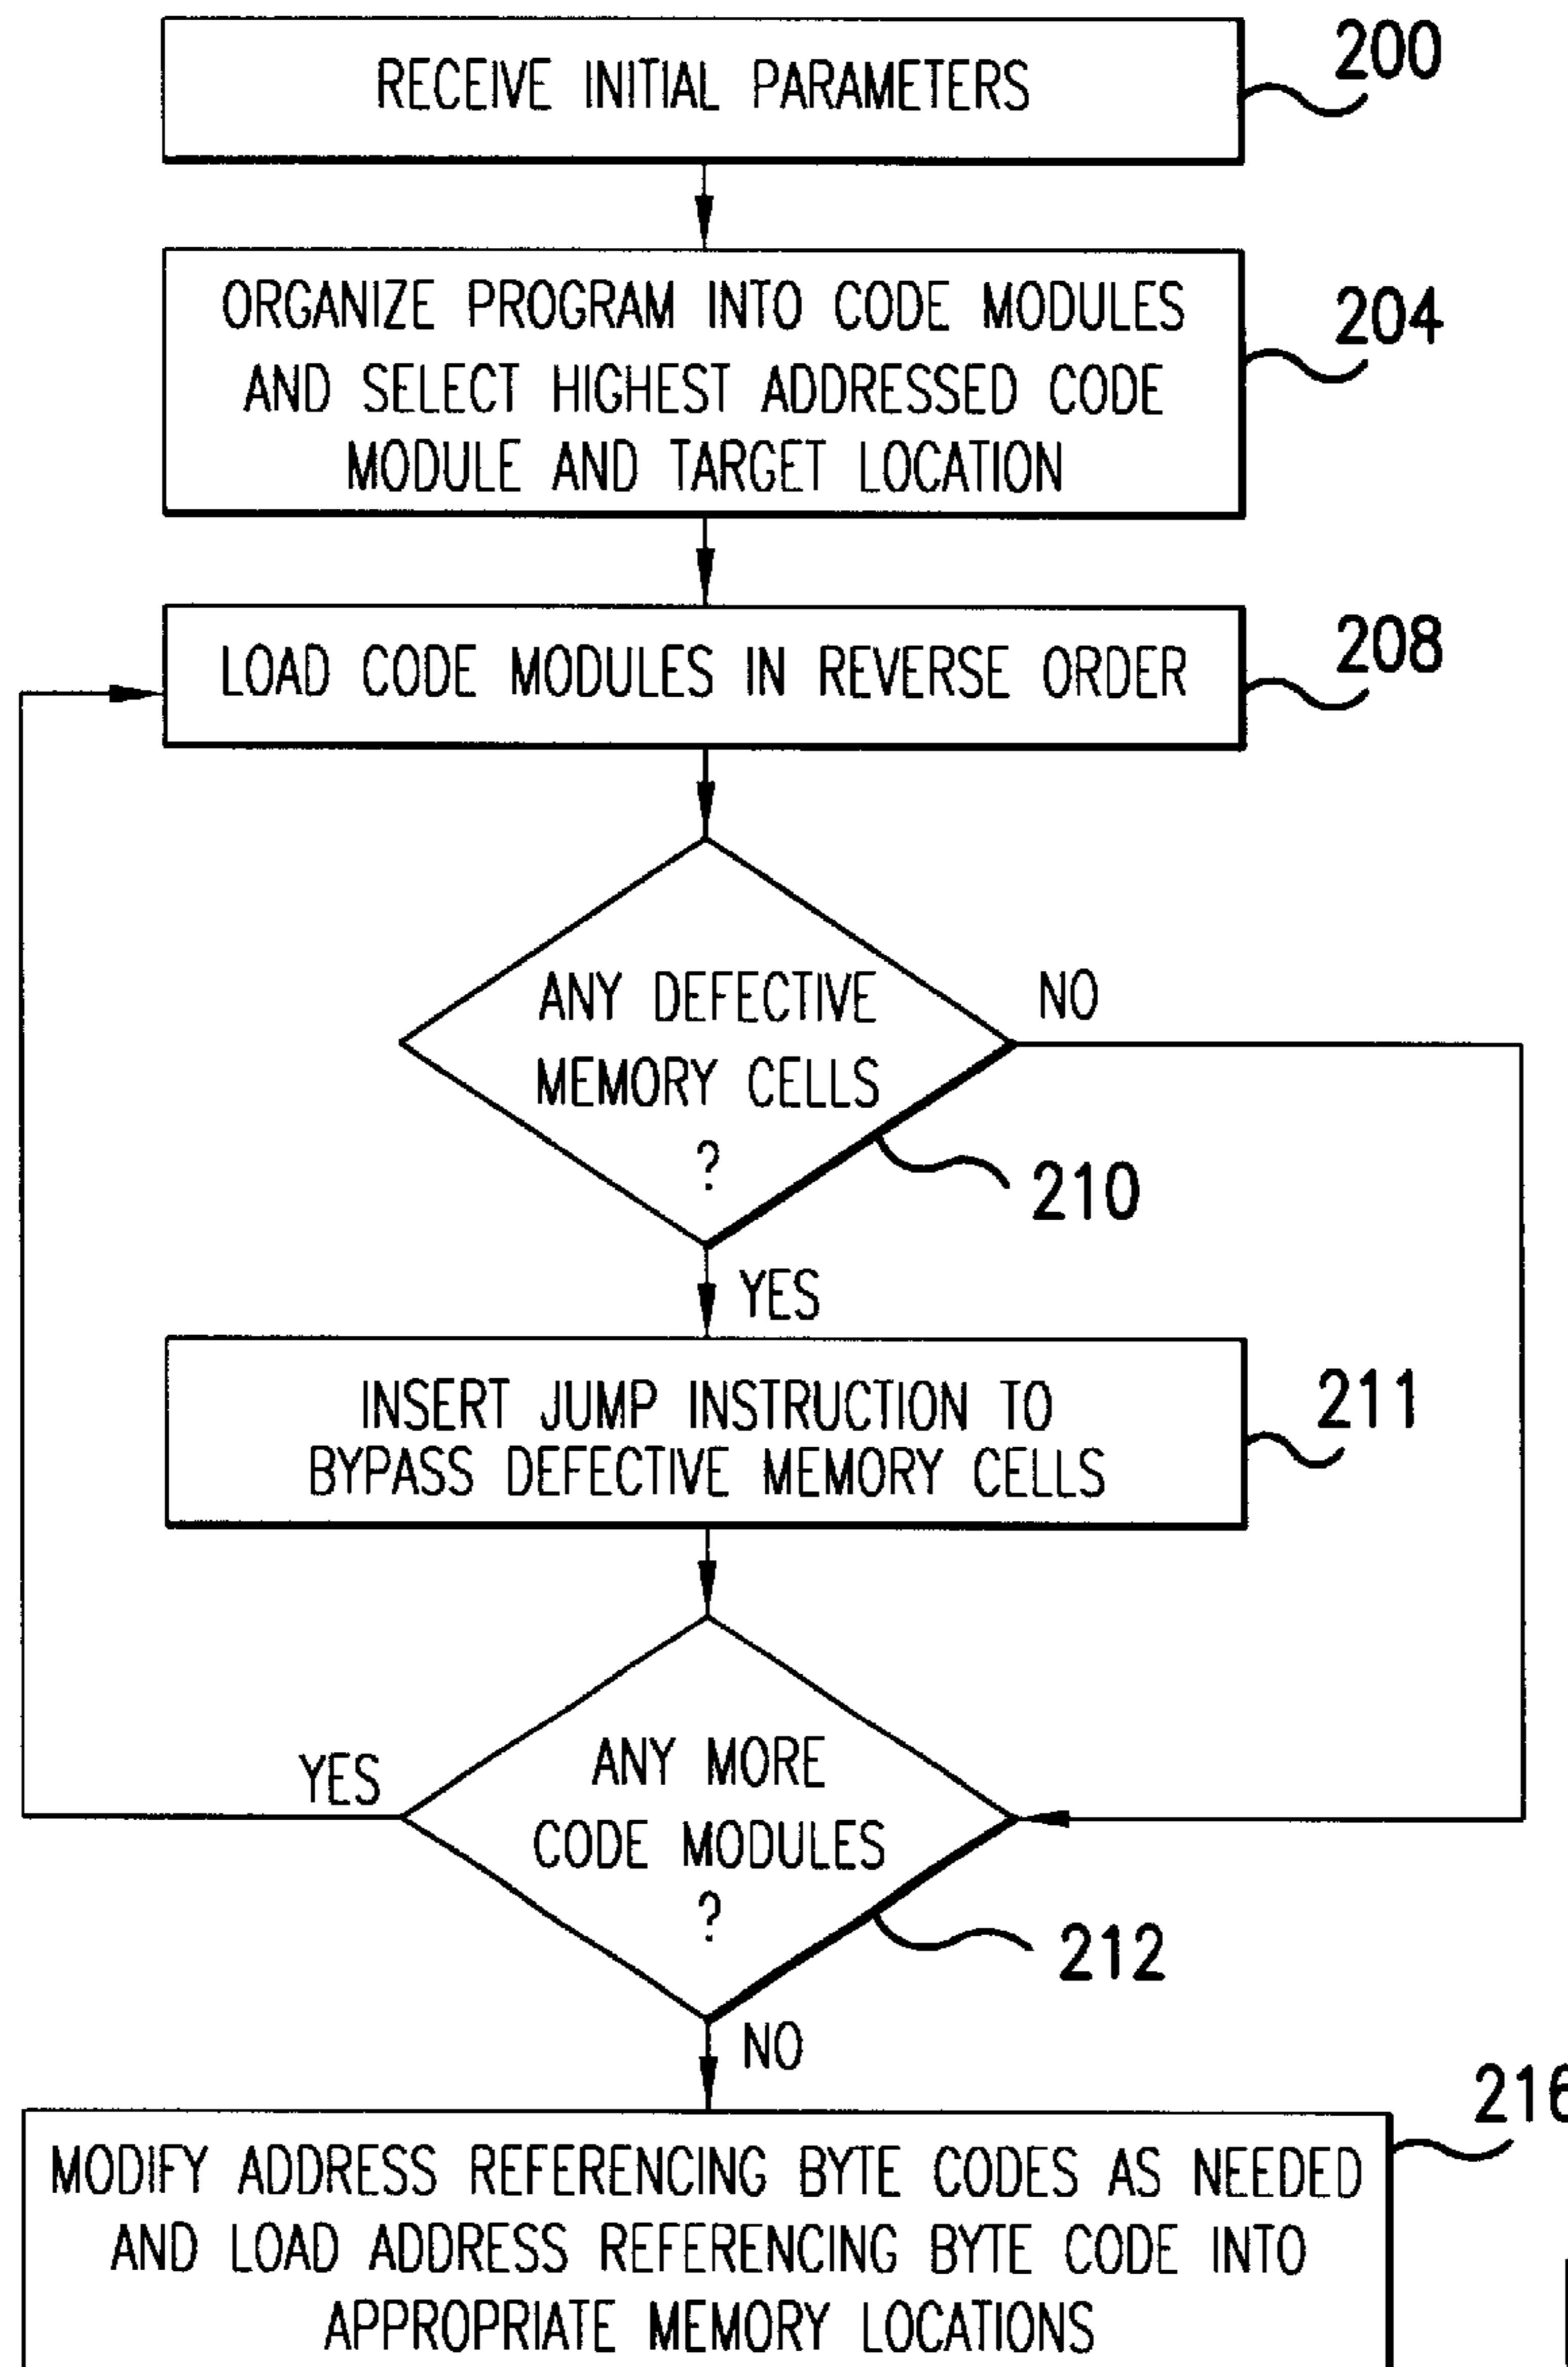 RECEIVE INITIAL PARAMETERS
200
ORGANIZE PROGRAM INTO CODE MODULES
AND SELECT HIGHEST ADDRESSED CODE
MODULE AND TARGET LOCATION
204
LOAD CODE MODULES IN REVERSE ORDER
208
ANY DEFECTIVE
MEMORY CELLS
?
NO
210
YES
INSERT JUMP INSTRUCTION TO
BYPASS DEFECTIVE MEMORY CELLS
211
ANY MORE
CODE MODULES
?
YES
212
NO
216
MODIFY ADDRESS REFERENCING BYTE CODES AS NEEDED
AND LOAD ADDRESS REFERENCING BYTE CODE INTO
APPROPRIATE MEMORY LOCATIONS